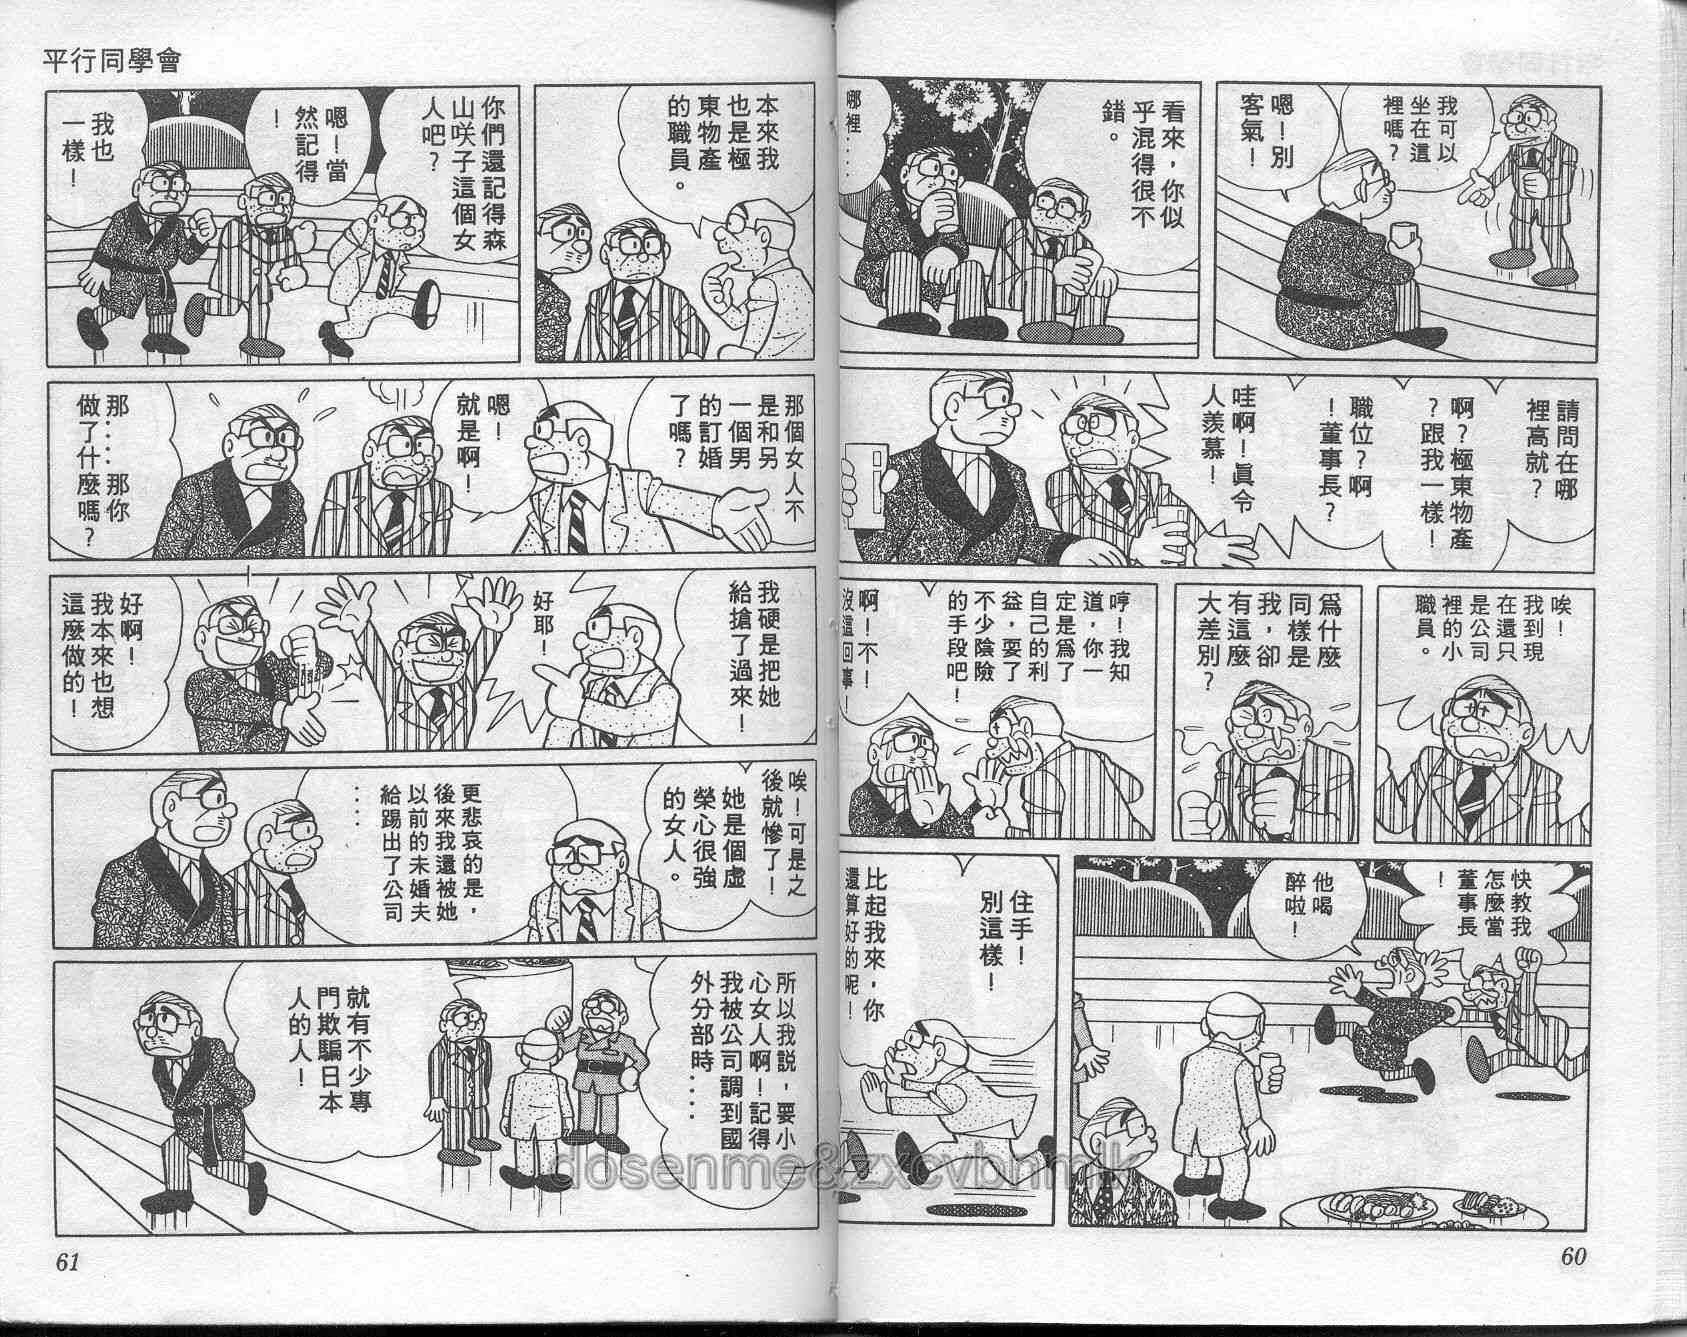 我可以
坐在這
裡嗎？
嗯！別
客氣！
看來，你似
乎混得很不
錯。
哪裡‥‥
請問在哪
裡高就？
啊？極東物產
？跟我一樣！
職位？啊
！董事長？
哇啊！眞令
人羨慕！
唉！
我到現
在還只
是公司
裡的小
職員。
爲什麼
同樣是
我，卻
有這麼
大差別？
哼！我知
道，你一
定是爲了
自己的利
益，耍了
不少陰險
的手段吧！
啊！不！
沒這回事！
快教我
怎麼當
董事長
！
他喝
醉啦！
住手！
別這樣！
比起我來，你
還算好的呢！
60
平行同學會
本來我
也是極
東物產
的職員。
你們還記得森
山咲子這個女
人吧？
嗯！當
然記得
！
我也
一樣！
那個女人不
是和另
一個男
的訂婚
了嗎？
嗯！
就是啊！
那‥‥那你
做了什麼嗎？
我硬是把她
給搶了過來！
好耶！
好啊！
我本來也想
這麼做的！
唉！可是之
後就慘了！
她是個虛
榮心很強
的女人。
更悲哀的是，
後來我還被她
以前的未婚夫
給踢出了公司
‥‥
所以我説，要小
心女人啊！記得
我被公司調到國
外分部時‥‥
就有不少專
門欺騙日本
人的人！
61
dosenme&zxcvbnmlk